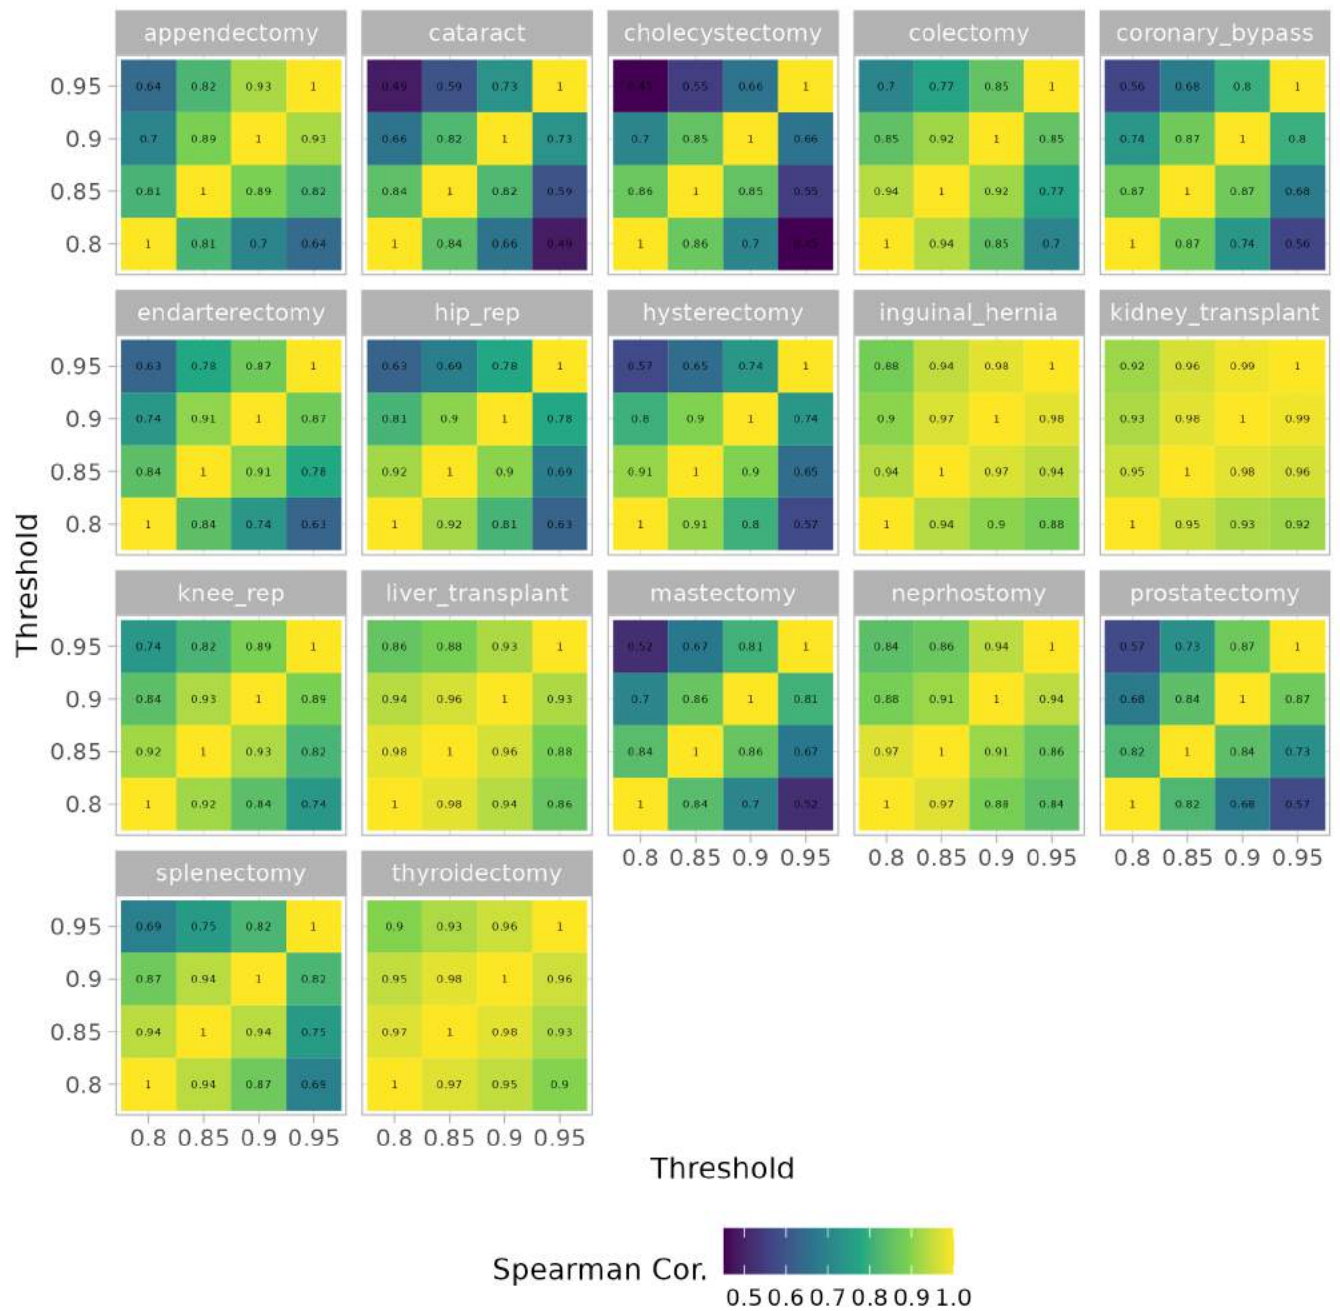 appendectomy cataract cholecystectomy colectomy coronary_bypass
0.95 0.64 0.82 0.93 1 0.49 0.59 0.73 1 0.55 0.66 1 0.7 0.77 0.85 1 0.56 0.68 0.8 1
0.9 0.7 0.89 1 0.93 0.66 0.82 1 0.73 0.7 0.85 1 0.66 0.85 0.92 1 0.85 0.74 0.87 1 0.8
0.85 0.81 1 0.89 0.82 0.84 1 0.82 0.59 0.86 1 0.85 0.55 0.94 1 0.92 0.77 0.87 1 0.87 0.68
0.8 1 0.81 0.7 0.64 1 0.84 0.66 0.49 1 0.86 0.7 1 0.94 0.85 0.7 1 0.87 0.74 0.56
endarterectomy hip_rep hysterectomy inguinal_hernia kidney_transplant
0.95 0.63 0.78 0.87 1 0.63 0.69 0.78 1 0.57 0.65 0.74 1 0.88 0.94 0.98 1 0.92 0.96 0.99 1
0.9 0.74 0.91 1 0.87 0.81 0.9 1 0.78 0.8 0.9 1 0.74 0.9 0.97 1 0.98 0.93 0.98 1 0.99
0.85 0.84 1 0.91 0.78 0.92 1 0.9 0.69 0.91 1 0.9 0.65 0.94 1 0.97 0.94 0.95 1 0.98 0.96
0.8 1 0.84 0.74 0.63 1 0.92 0.81 0.63 1 0.91 0.8 0.57 1 0.94 0.9 0.88 1 0.95 0.93 0.92
Threshold
knee_rep liver_transplant mastectomy neprhostomy prostatectomy
0.95 0.74 0.82 0.89 1 0.86 0.88 0.93 1 0.52 0.67 0.81 1 0.84 0.86 0.94 1 0.57 0.73 0.87 1
0.9 0.84 0.93 1 0.89 0.94 0.96 1 0.93 0.7 0.86 1 0.81 0.88 0.91 1 0.94 0.68 0.84 1 0.87
0.85 0.92 1 0.93 0.82 0.98 1 0.96 0.88 0.84 1 0.86 0.67 0.97 1 0.91 0.86 0.82 1 0.84 0.73
0.8 1 0.92 0.84 0.74 1 0.98 0.94 0.86 1 0.84 0.7 0.52 1 0.97 0.88 0.84 1 0.82 0.68 0.57
0.8 0.85 0.9 0.95 0.8 0.85 0.9 0.95 0.8 0.85 0.9 0.95
splenectomy thyroidectomy
0.95 0.69 0.75 0.82 1 0.9 0.93 0.96 1
0.9 0.87 0.94 1 0.82 0.95 0.98 1 0.96
0.85 0.94 1 0.94 0.75 0.97 1 0.98 0.93
0.8 1 0.94 0.87 0.69 1 0.97 0.95 0.9
0.8 0.85 0.9 0.95 0.8 0.85 0.9 0.95
Threshold
Spearman Cor.
0.5 0.6 0.7 0.8 0.9 1.0